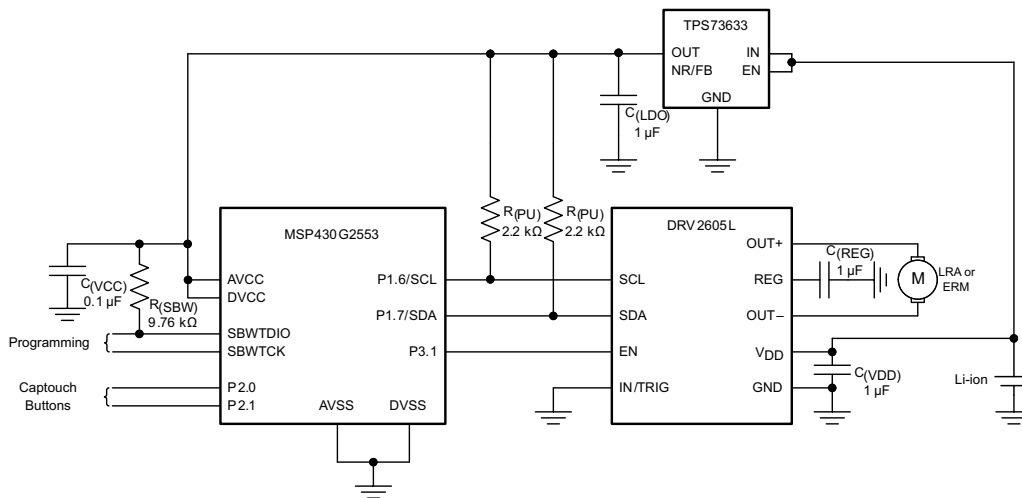 TPS73633
OUT
IN
NR/FB
EN
GND
C(LDO)
1 µF
R(PU)
2.2 kΩ
R(PU)
2.2 kΩ
MSP430G2553
DRV2605L
AVCC
DVCC
SBWTDIO
SBWTCK
P2.0
P2.1
AVSS
DVSS
P1.6/SCL
P1.7/SDA
P3.1
SCL
SDA
EN
IN/TRIG
OUT+
REG
OUT–
VDD
GND
C(VCC)
0.1 µF
R(SBW)
9.76 kΩ
Programming
Captouch
Buttons
C(REG)
1 µF
M
LRA or
ERM
C(VDD)
1 µF
Li-ion